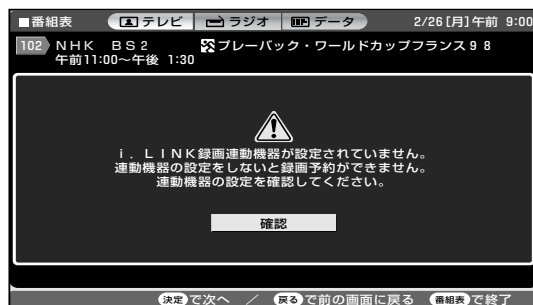 ■番組表 テレビ ラジオ データ 2/26[月]午前 9:00
102 NHK BS2 プレーバック・ワールドカップフランス98
午前11:00～午後 1:30
i．LINK録画連動機器が設定されていません。
連動機器の設定をしないと録画予約ができません。
連動機器の設定を確認してください。
確認
決定で次へ ／ 戻るで前の画面に戻る 番組表で終了